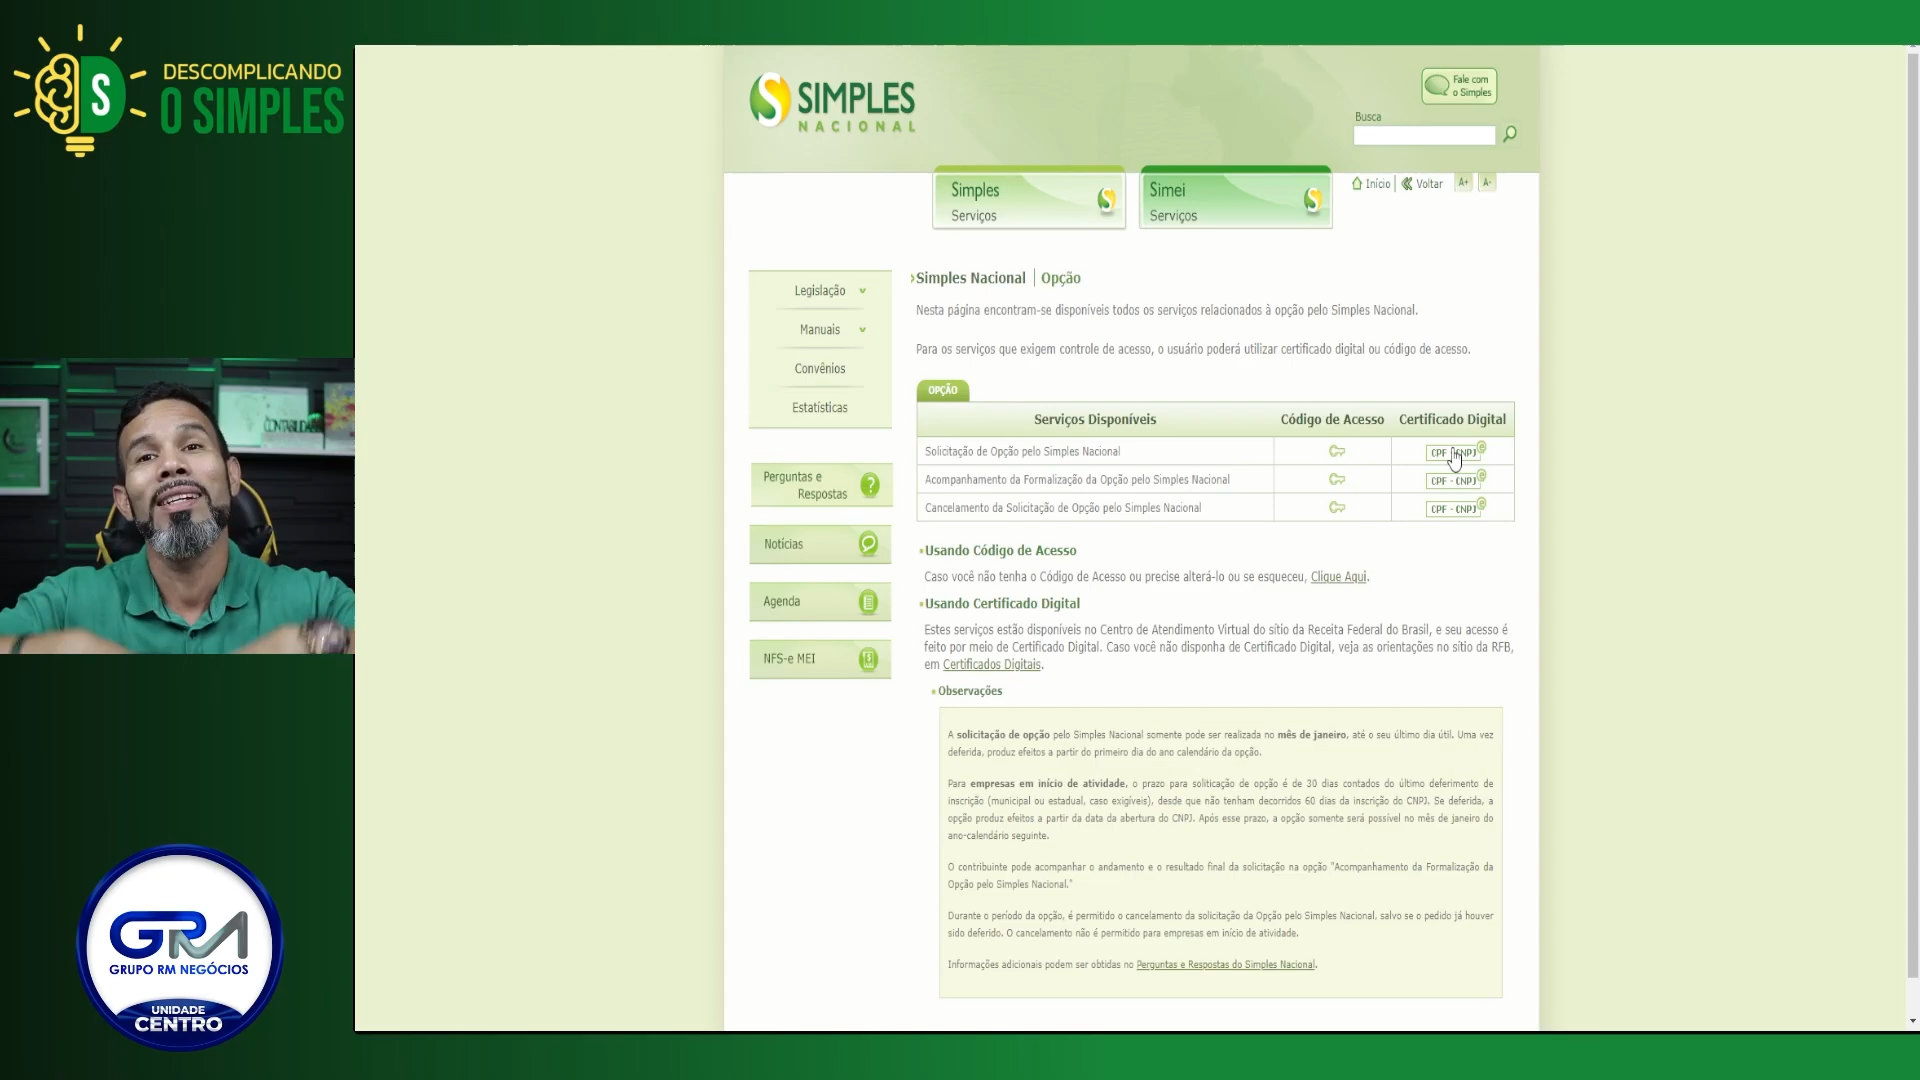 DESCOMPLICANDO
O SIMPLES
SIMPLES
NACIONAL
Fale com
o Simples
Busca
Simples
Serviços
Simei
Serviços
Início
Voltar
A+
A-
Legislação
Manuais
Convênios
Estatísticas
Perguntas e
Respostas
Notícias
Agenda
NFS-e MEI
Simples Nacional | Opção
Nesta página encontram-se disponíveis todos os serviços relacionados à opção pelo Simples Nacional.
Para os serviços que exigem controle de acesso, o usuário poderá utilizar certificado digital ou código de acesso.
OPÇÃO
Serviços Disponíveis Código de Acesso Certificado Digital
Solicitação de Opção pelo Simples Nacional CPF - CNPJ
Acompanhamento da Formalização da Opção pelo Simples Nacional CPF - CNPJ
Cancelamento da Solicitação de Opção pelo Simples Nacional CPF - CNPJ
Usando Código de Acesso
Caso você não tenha o Código de Acesso ou precise alterá-lo ou se esqueceu, Clique Aqui.
Usando Certificado Digital
Estes serviços estão disponíveis no Centro de Atendimento Virtual do sítio da Receita Federal do Brasil, e seu acesso é
feito por meio de Certificado Digital. Caso você não disponha de Certificado Digital, veja as orientações no sítio da RFB,
em Certificados Digitais.
Observações
A solicitação de opção pelo Simples Nacional somente pode ser realizada no mês de janeiro, até o seu último dia útil. Uma vez
deferida, produz efeitos a partir do primeiro dia do ano calendário da opção.
Para empresas em início de atividade, o prazo para soliticação de opção é de 30 dias contados do último deferimento de
inscrição (municipal ou estadual, caso exigíveis), desde que não tenham decorridos 60 dias da inscrição do CNPJ. Se deferida, a
opção produz efeitos a partir da data da abertura do CNPJ. Após esse prazo, a opção somente será possível no mês de janeiro do
ano-calendário seguinte.
O contribuinte pode acompanhar o andamento e o resultado final da solicitação na opção "Acompanhamento da Formalização da
Opção pelo Simples Nacional."
Durante o período da opção, é permitido o cancelamento da solicitação da Opção pelo Simples Nacional, salvo se o pedido já houver
sido deferido. O cancelamento não é permitido para empresas em início de atividade.
Informações adicionais podem ser obtidas no Perguntas e Respostas do Simples Nacional.
GRM
GRUPO RM NEGÓCIOS
UNIDADE
CENTRO